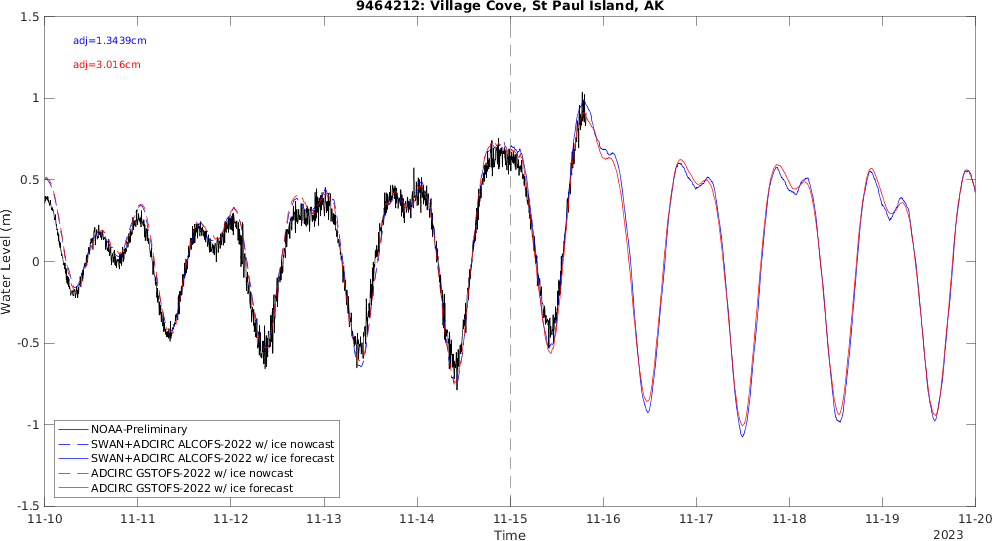 9464212: Village Cove, St Paul Island, AK
adj=1.3439cm
adj=3.016cm
Water Level (m)
1.5
1
0.5
0
-0.5
-1
-1.5
NOAA-Preliminary
SWAN+ADCIRC ALCOFS-2022 w/ ice nowcast
SWAN+ADCIRC ALCOFS-2022 w/ ice forecast
ADCIRC GSTOFS-2022 w/ ice nowcast
ADCIRC GSTOFS-2022 w/ ice forecast
11-10 11-11 11-12 11-13 11-14 11-15 11-16 11-17 11-18 11-19 11-20
Time
2023